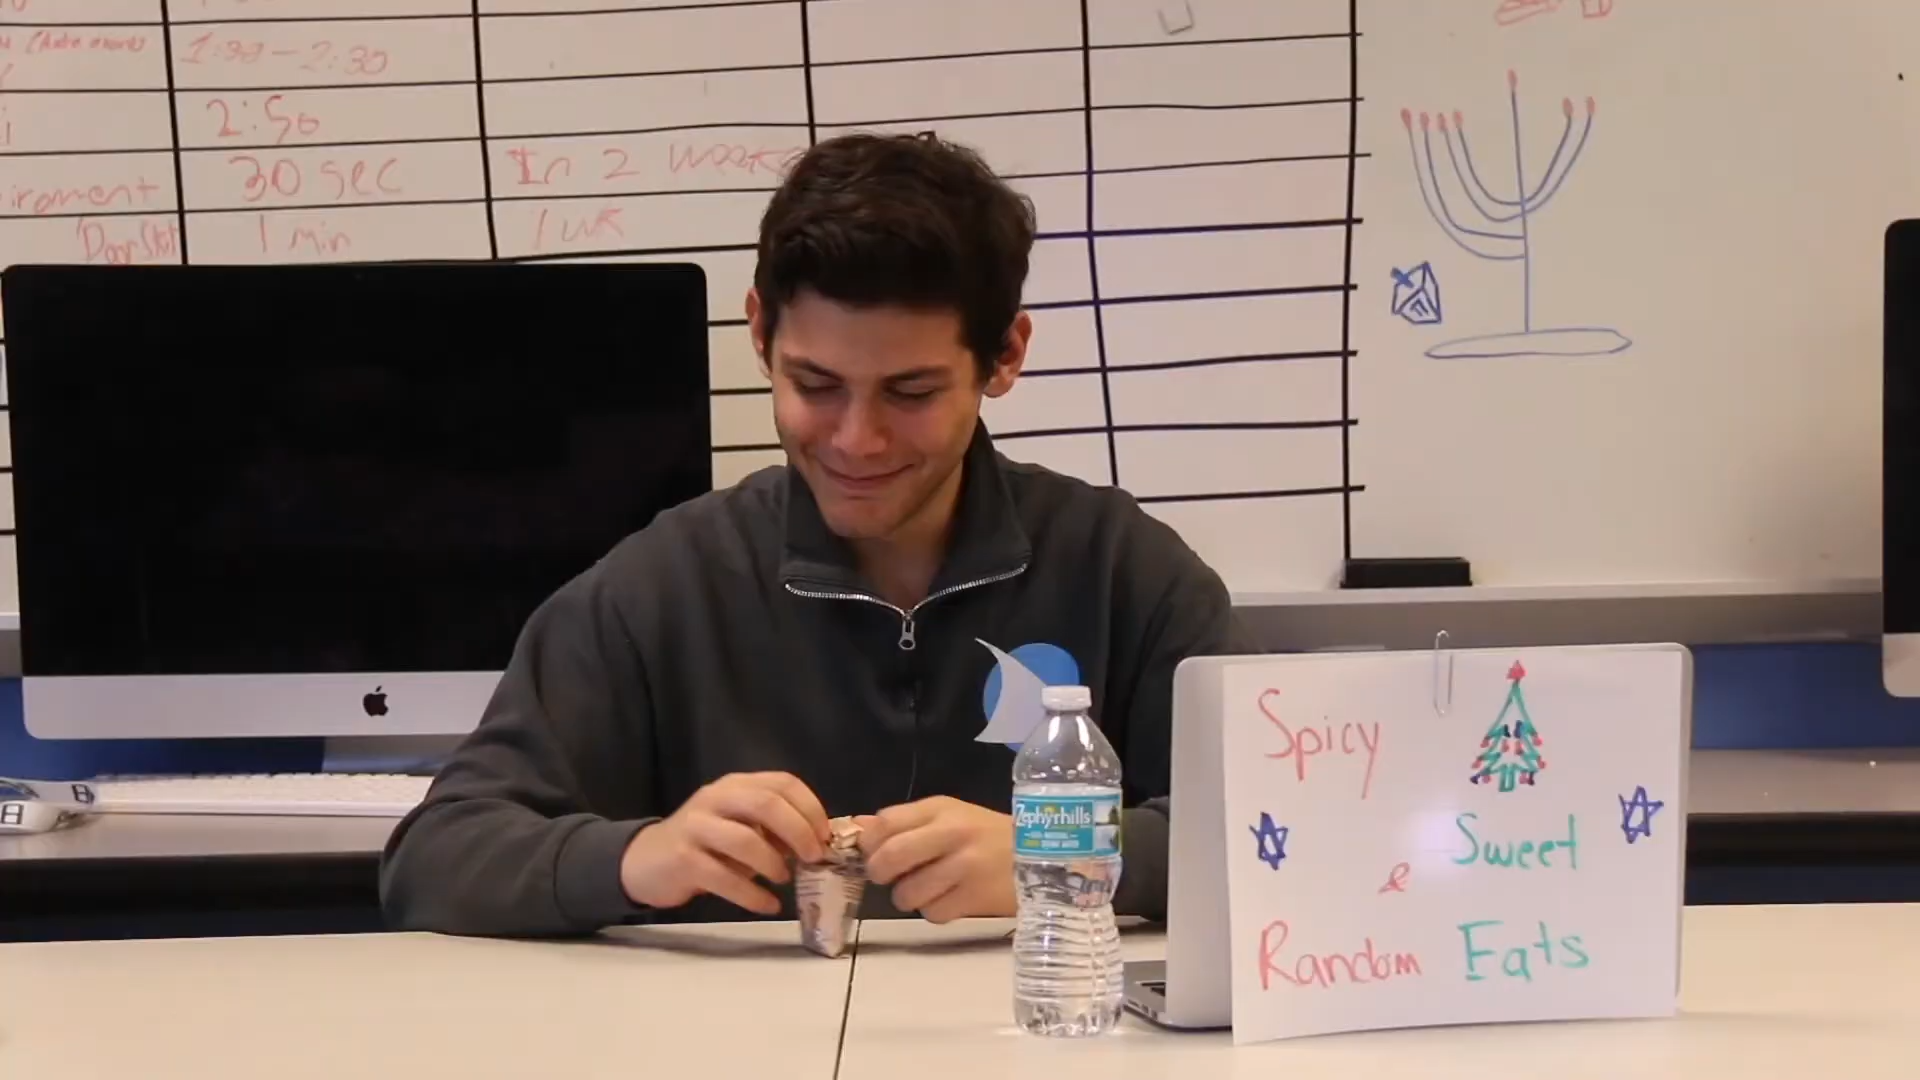 1:30-2:30
2:50
30 sec
In 2 weeks
1 min
1 wk
Zephyrhills
Spicy
Sweet
&
Random Eats